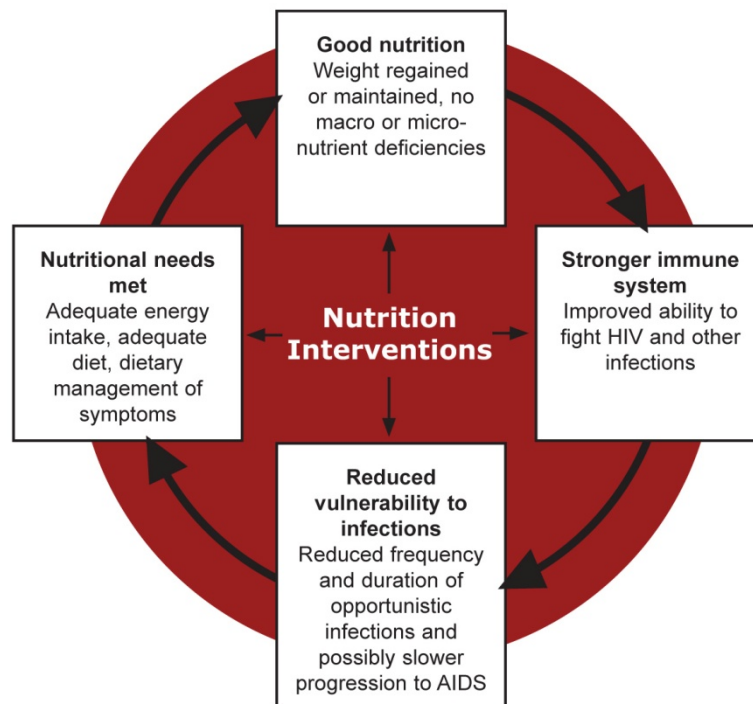 Good nutrition
Weight regained
or maintained, no
macro or micro-
nutrient deficiencies
Nutritional needs
met
Adequate energy
intake, adequate
diet, dietary
management of
symptoms
Nutrition
Interventions
Stronger immune
system
Improved ability to
fight HIV and other
infections
Reduced
vulnerability to
infections
Reduced frequency
and duration of
opportunistic
infections and
possibly slower
progression to AIDS